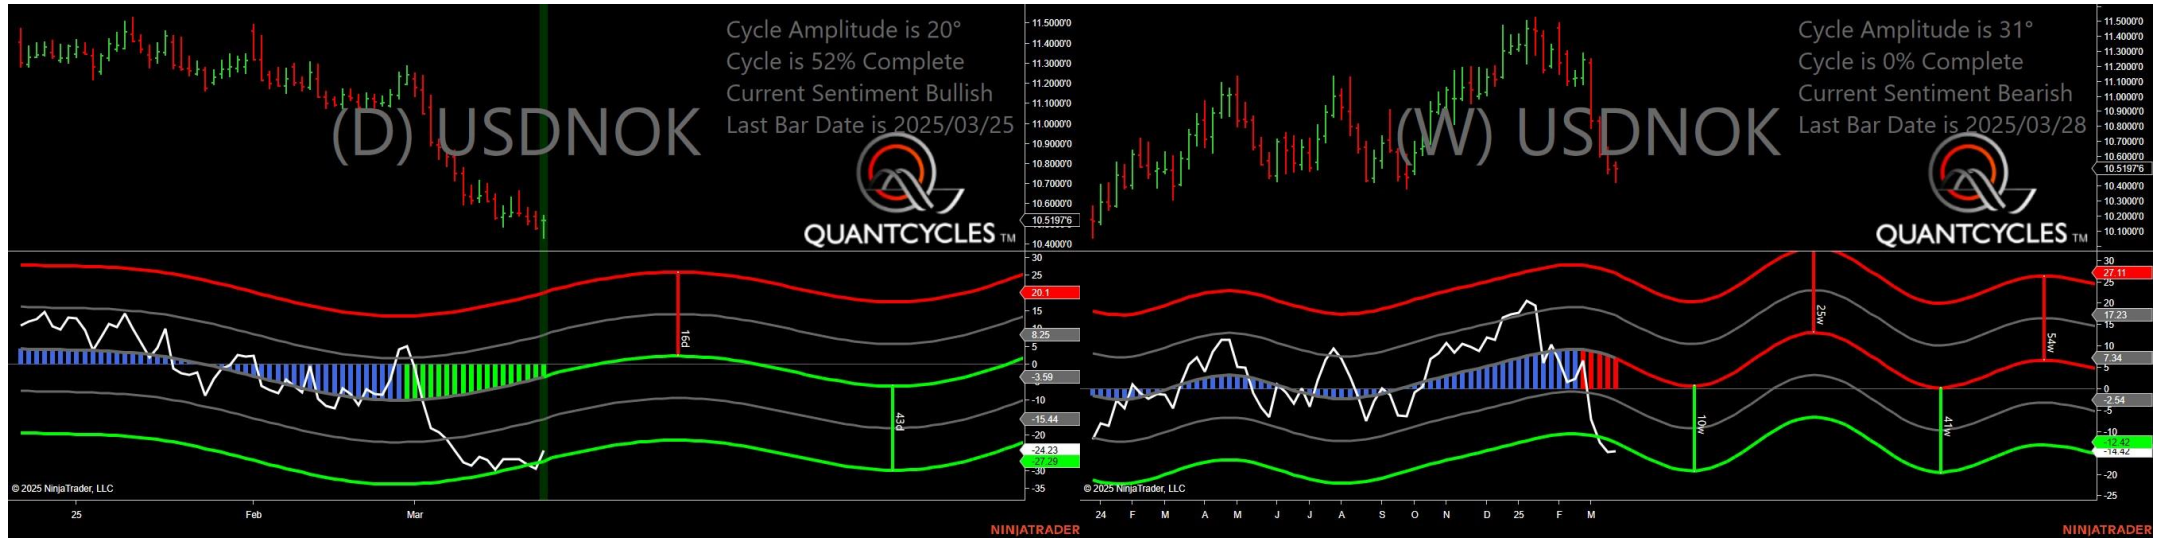 Cycle Amplitude is 20°
Cycle is 52% Complete
Current Sentiment Bullish
Last Bar Date is 2025/03/25
(D) USDNOK
QUANTCYCLES TM
11.5000'0
11.4000'0
11.3000'0
11.2000'0
11.1000'0
11.0000'0
10.9000'0
10.8000'0
10.7000'0
10.6000'0
10.5197'6
10.4000'0
30
25
20.1
15
10
8.25
5
0
-3.59
-5
-10
-15.44
-20
-24.23
-27.29
-30
-35
16d
43d
© 2025 NinjaTrader, LLC
25 Feb Mar
NINJATRADER
Cycle Amplitude is 31°
Cycle is 0% Complete
Current Sentiment Bearish
Last Bar Date is 2025/03/28
(W) USDNOK
QUANTCYCLES TM
11.5000'0
11.4000'0
11.3000'0
11.2000'0
11.1000'0
11.0000'0
10.9000'0
10.8000'0
10.7000'0
10.6000'0
10.5197'6
10.4000'0
10.3000'0
10.2000'0
10.1000'0
30
27.11
25
20
17.23
15
10
7.34
5
0
-2.54
-5
-10
-12.42
-14.42
-20
-25
25w
54w
10w
41w
© 2025 NinjaTrader, LLC
24 F M A M J J A S O N D 25 F M
NINJATRADER